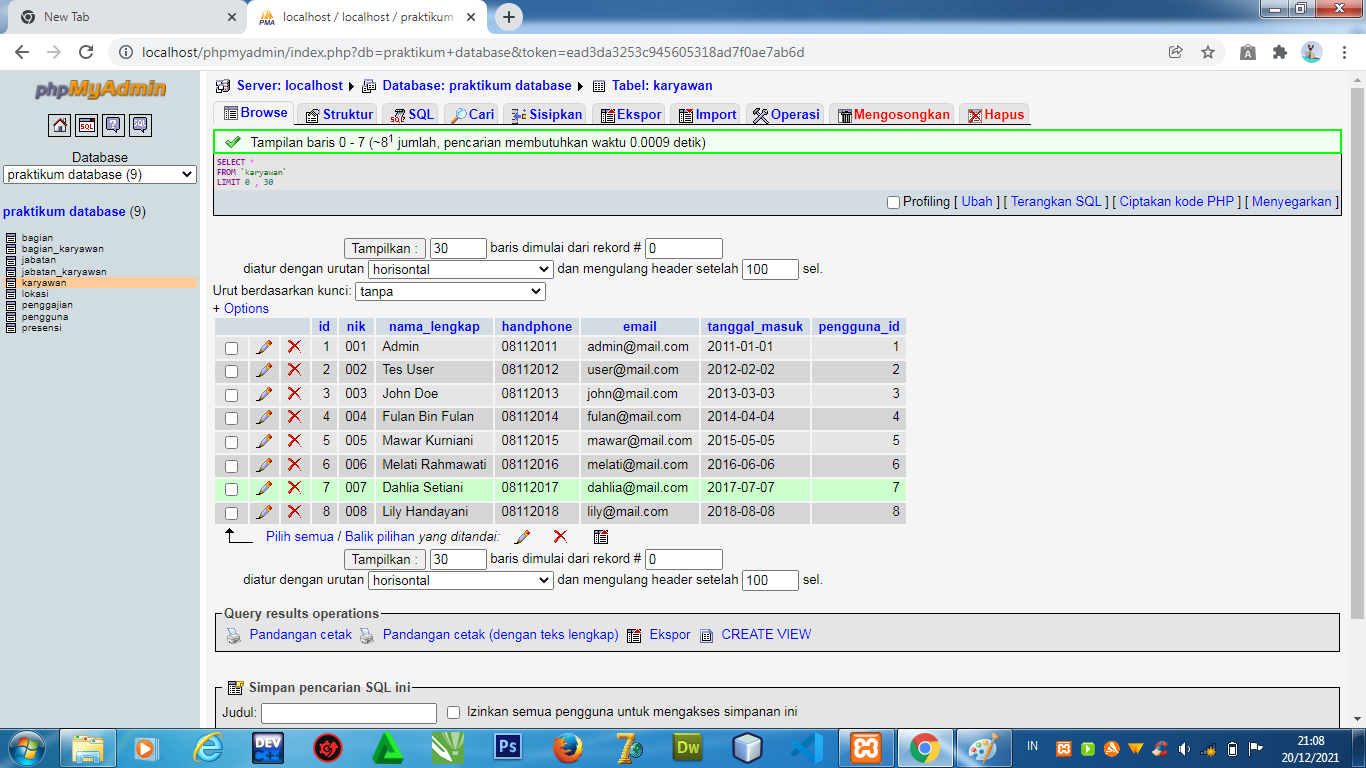 New Tab
localhost / localhost / praktikum
localhost/phpmyadmin/index.php?db=praktikum+database&token=ead3da3253c945605318ad7f0ae7ab6d
phpMyAdmin
Database
praktikum database (9)
praktikum database (9)
bagian
bagian_karyawan
jabatan
jabatan_karyawan
karyawan
lokasi
penggajian
pengguna
presensi
Server: localhost Database: praktikum database Tabel: karyawan
Browse Struktur SQL Cari Sisipkan Ekspor Import Operasi Mengosongkan Hapus
Tampilan baris 0 - 7 (~8¹ jumlah, pencarian membutuhkan waktu 0.0009 detik)
SELECT *
FROM `karyawan`
LIMIT 0 , 30
Profiling [ Ubah ] [ Terangkan SQL ] [ Ciptakan kode PHP ] [ Menyegarkan ]
Tampilkan : 30 baris dimulai dari rekord # 0
diatur dengan urutan horisontal dan mengulang header setelah 100 sel.
Urut berdasarkan kunci: tanpa
+ Options
id nik nama_lengkap handphone email tanggal_masuk pengguna_id
1 001 Admin 08112011 admin@mail.com 2011-01-01 1
2 002 Tes User 08112012 user@mail.com 2012-02-02 2
3 003 John Doe 08112013 john@mail.com 2013-03-03 3
4 004 Fulan Bin Fulan 08112014 fulan@mail.com 2014-04-04 4
5 005 Mawar Kurniani 08112015 mawar@mail.com 2015-05-05 5
6 006 Melati Rahmawati 08112016 melati@mail.com 2016-06-06 6
7 007 Dahlia Setiani 08112017 dahlia@mail.com 2017-07-07 7
8 008 Lily Handayani 08112018 lily@mail.com 2018-08-08 8
Pilih semua / Balik pilihan yang ditandai:
Tampilkan : 30 baris dimulai dari rekord # 0
diatur dengan urutan horisontal dan mengulang header setelah 100 sel.
Query results operations
Pandangan cetak Pandangan cetak (dengan teks lengkap) Ekspor CREATE VIEW
Simpan pencarian SQL ini
Judul: Izinkan semua pengguna untuk mengakses simpanan ini
IN
21:08
20/12/2021